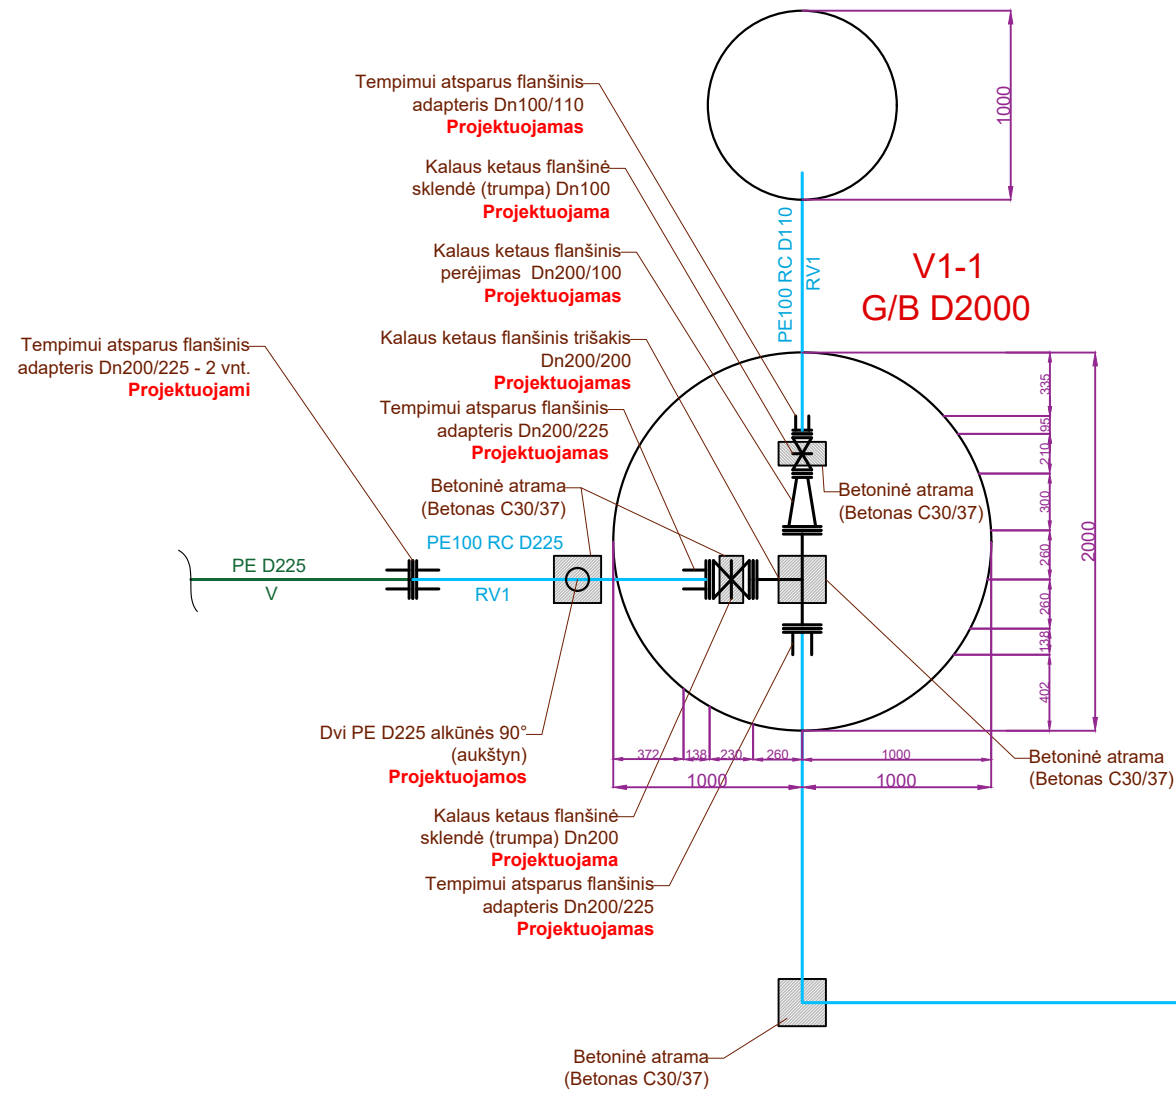 Tempimui atsparus flanšinis
adapteris Dn100/110
Projektuojamas
1000
Kalaus ketaus flanšinė
sklendė (trumpa) Dn100
Projektuojama
PE100 RC D110
RV1
Kalaus ketaus flanšinis
perėjimas Dn200/100
Projektuojamas
V1-1
G/B D2000
Kalaus ketaus flanšinis trišakis
Dn200/200
Projektuojamas
Tempimui atsparus flanšinis
adapteris Dn200/225 - 2 vnt.
Projektuojami
Tempimui atsparus flanšinis
adapteris Dn200/225
Projektuojamas
Betoninė atrama
(Betonas C30/37)
Betoninė atrama
(Betonas C30/37)
335
95
210
300
260
260
138
402
2000
PE D225
V
PE100 RC D225
RV1
Dvi PE D225 alkūnės 90°
(aukštyn)
Projektuojamos
372
138
230
260
1000
1000
1000
Betoninė atrama
(Betonas C30/37)
Kalaus ketaus flanšinė
sklendė (trumpa) Dn200
Projektuojama
Tempimui atsparus flanšinis
adapteris Dn200/225
Projektuojamas
Betoninė atrama
(Betonas C30/37)